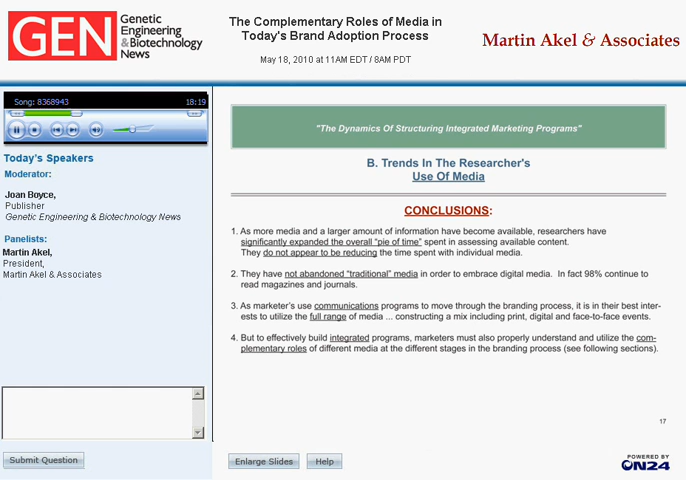 GEN Genetic
Engineering
& Biotechnology
News
The Complementary Roles of Media in
Today's Brand Adoption Process
May 18, 2010 at 11AM EDT / 8AM PDT
Martin Akel & Associates
Song: 8368943 18:19
Today's Speakers
Moderator:
Joan Boyce,
Publisher
Genetic Engineering & Biotechnology News
Panelists:
Martin Akel,
President,
Martin Akel & Associates
Submit Question
"The Dynamics Of Structuring Integrated Marketing Programs"
B. Trends In The Researcher's
Use Of Media
CONCLUSIONS:
1. As more media and a larger amount of information have become available, researchers have
significantly expanded the overall "pie of time" spent in assessing available content.
They do not appear to be reducing the time spent with individual media.
2. They have not abandoned "traditional" media in order to embrace digital media. In fact 98% continue to
read magazines and journals.
3. As marketer's use communications programs to move through the branding process, it is in their best inter-
ests to utilize the full range of media ... constructing a mix including print, digital and face-to-face events.
4. But to effectively build integrated programs, marketers must also properly understand and utilize the com-
plementary roles of different media at the different stages in the branding process (see following sections).
17
Enlarge Slides
Help
POWERED BY
ON24